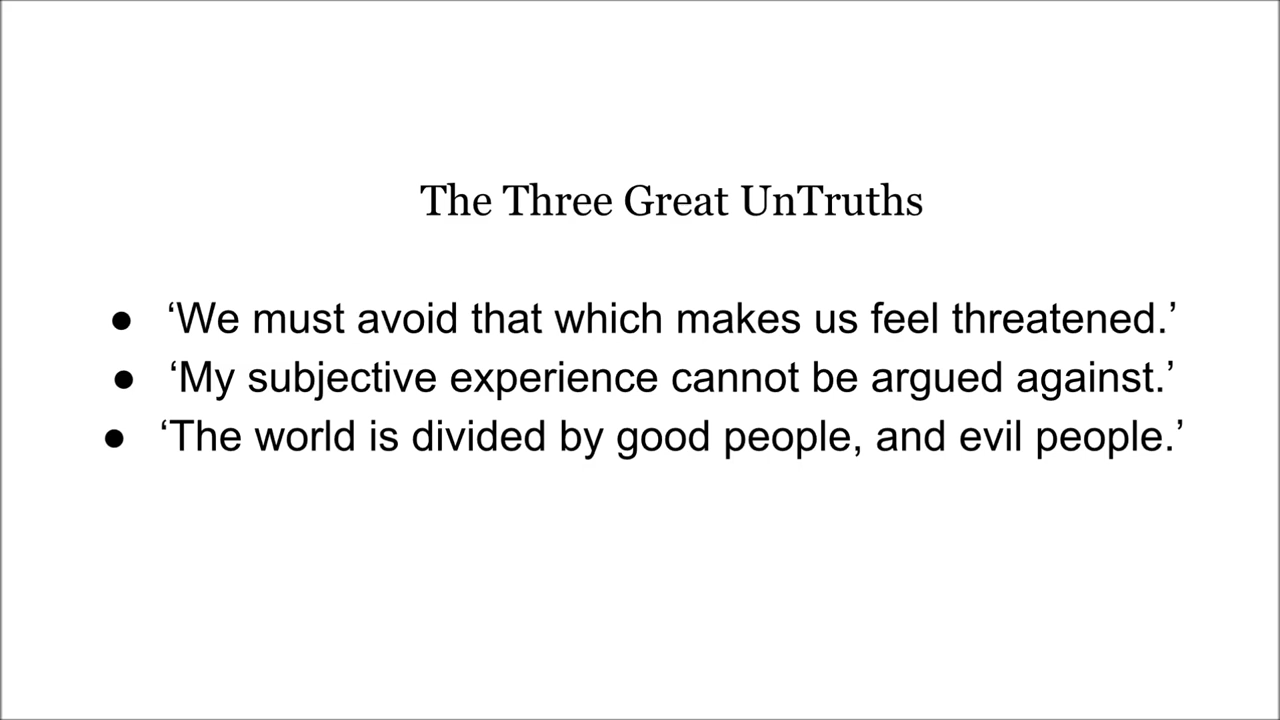 The Three Great UnTruths
● ‘We must avoid that which makes us feel threatened.’
● ‘My subjective experience cannot be argued against.’
● ‘The world is divided by good people, and evil people.’